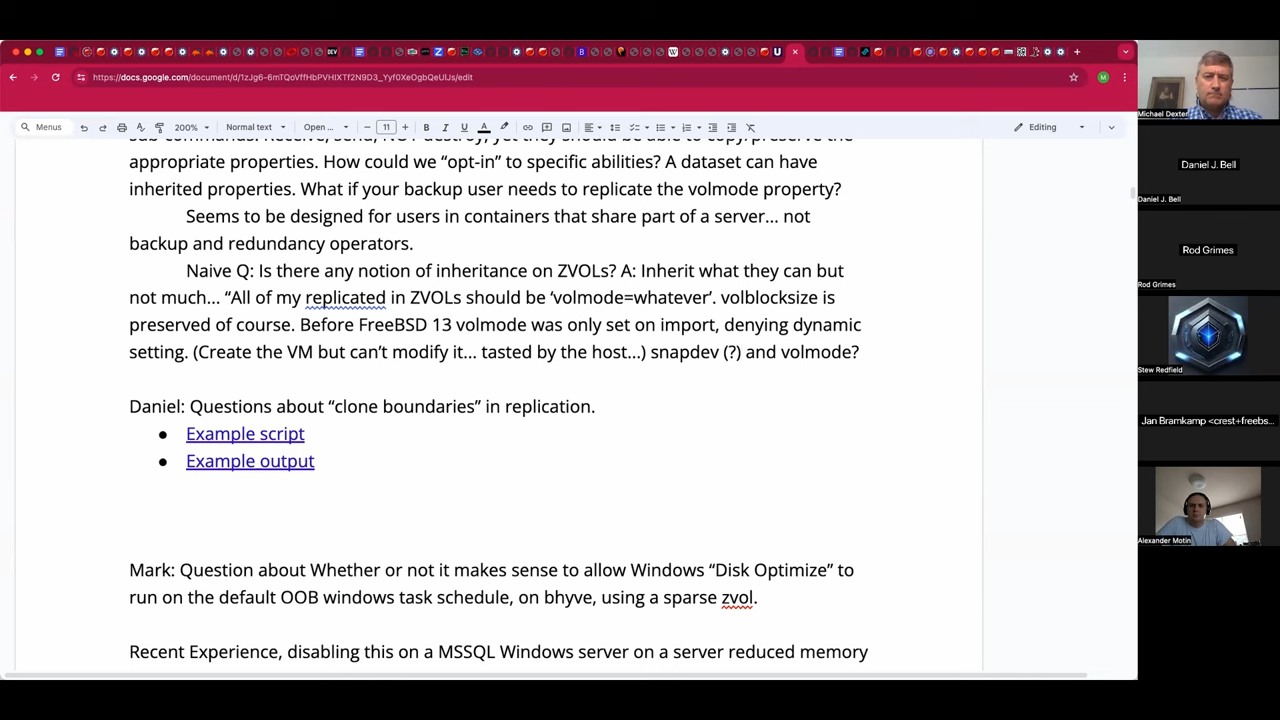 https://docs.google.com/document/d/1zJg6-6mTQoVffHbPVHIXTf2N9D3_Yyf0XeOgbQeUIJs/edit
Menus
200%
Normal text
Open ...
11
Editing
appropriate properties. How could we “opt-in” to specific abilities? A dataset can have
inherited properties. What if your backup user needs to replicate the volmode property?
Seems to be designed for users in containers that share part of a server… not
backup and redundancy operators.
Naive Q: Is there any notion of inheritance on ZVOLs? A: Inherit what they can but
not much… “All of my replicated in ZVOLs should be ‘volmode=whatever’. volblocksize is
preserved of course. Before FreeBSD 13 volmode was only set on import, denying dynamic
setting. (Create the VM but can’t modify it… tasted by the host…) snapdev (?) and volmode?
Daniel: Questions about “clone boundaries” in replication.
● Example script
● Example output
Mark: Question about Whether or not it makes sense to allow Windows “Disk Optimize” to
run on the default OOB windows task schedule, on bhyve, using a sparse zvol.
Recent Experience, disabling this on a MSSQL Windows server on a server reduced memory
Michael Dexter
Daniel J. Bell
Daniel J. Bell
Rod Grimes
Rod Grimes
Stew Redfield
Jan Bramkamp <crest+freebs...
Alexander Motin